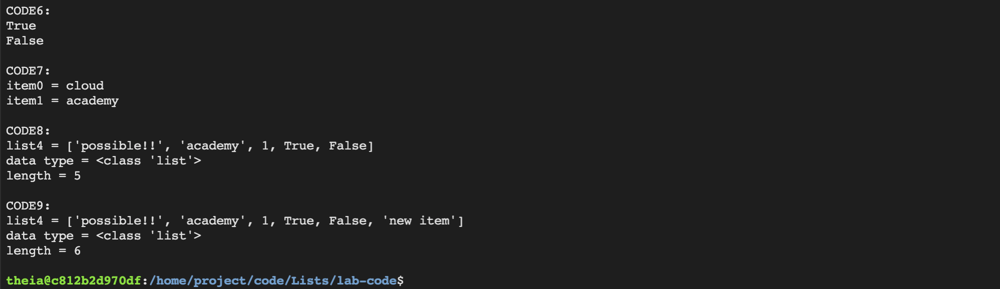 CODE6:
True
False
CODE7:
item0 = cloud
item1 = academy
CODE8:
list4 = ['possible!!', 'academy', 1, True, False]
data type = <class 'list'>
length = 5
CODE9:
list4 = ['possible!!', 'academy', 1, True, False, 'new item']
data type = <class 'list'>
length = 6
theia@c812b2d970df:/home/project/code/Lists/lab-code$